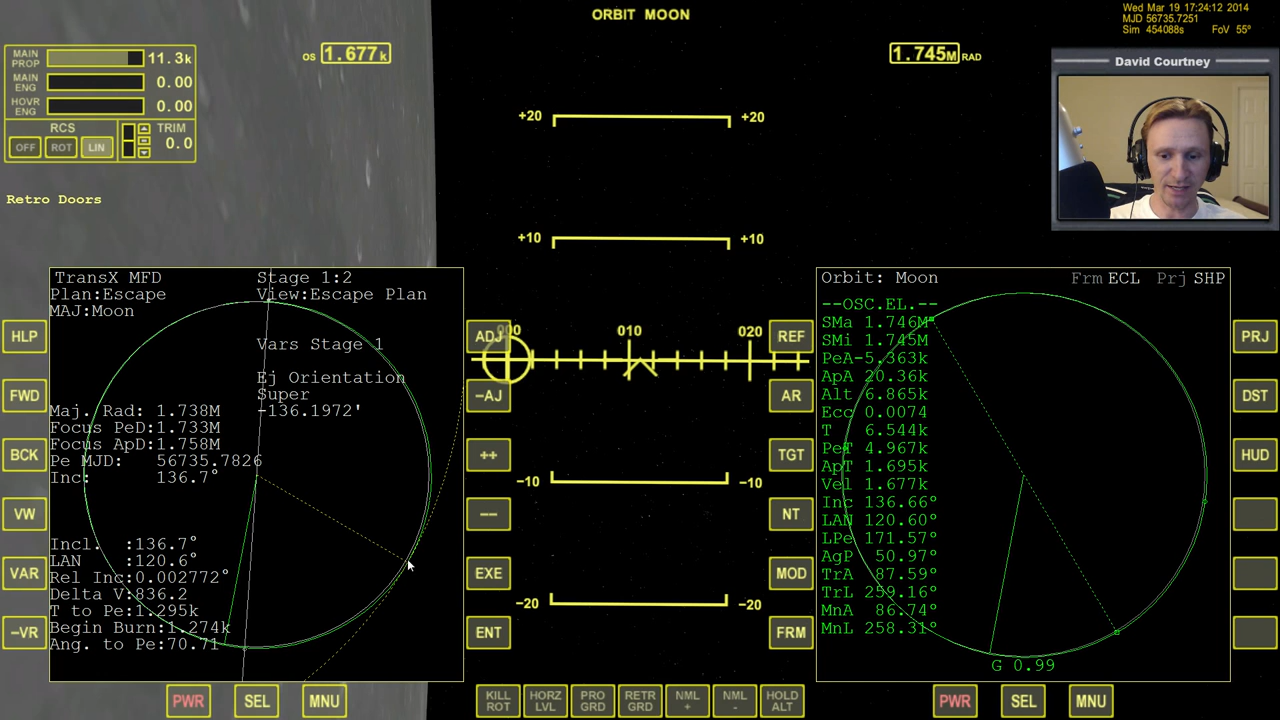 ORBIT MOON
Wed Mar 19 17:24:12 2014
MJD 56735.7251
Sim 454088s FoV 55°
David Courtney
MAIN PROP 11.3k
MAIN ENG 0.00
HOVR ENG 0.00
RCS TRIM
OFF ROT LIN 0.0
OS 1.677k
1.745M RAD
Retro Doors
+20 +20
+10 +10
000 010 020
-10 -10
-20 -20
TransX MFD Stage 1:2
Plan:Escape View:Escape Plan
MAJ:Moon
Vars Stage 1
Ej Orientation
Super
Maj. Rad: 1.738M -136.1972'
Focus PeD:1.733M
Focus ApD:1.758M
Pe MJD: 56735.7826
Inc: 136.7°
Incl. :136.7°
LAN :120.6°
Rel Inc:0.002772°
Delta V:836.2
T to Pe:1.295k
Begin Burn:1.274k
Ang. to Pe:70.71
HLP
FWD
BCK
VW
VAR
-VR
ADJ
-AJ
++
--
EXE
ENT
PWR SEL MNU
KILL ROT
HORZ LVL
PRO GRD
RETR GRD
NML +
NML -
HOLD ALT
REF
AR
TGT
NT
MOD
FRM
Orbit: Moon Frm ECL Prj SHP
--OSC.EL.--
SMa 1.746M
SMi 1.745M
PeA-5.363k
ApA 20.36k
Alt 6.865k
Ecc 0.0074
T 6.544k
PeT 4.967k
ApT 1.695k
Vel 1.677k
Inc 136.66°
LAN 120.60°
LPe 171.57°
AgP 50.97°
TrA 87.59°
TrL 259.16°
MnA 86.74°
MnL 258.31°
G 0.99
PRJ
DST
HUD
PWR SEL MNU